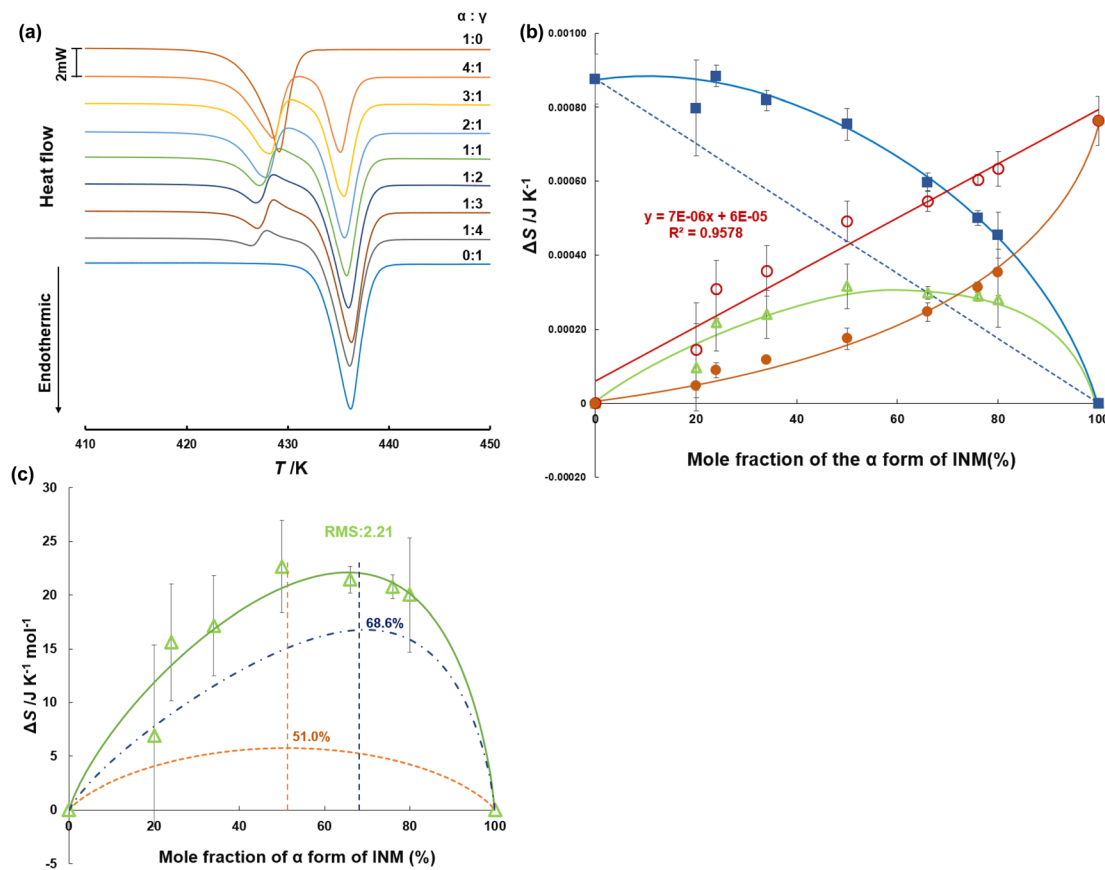 (a)
α : γ
1:0
4:1
3:1
2:1
1:1
1:2
1:3
1:4
0:1
2mW
Heat flow
Endothermic
410
420
430
440
450
T /K
(b)
0.00100
0.00080
0.00060
0.00040
0.00020
0
-0.00020
ΔS/J K⁻¹
y = 7E-06x + 6E-05
R² = 0.9578
0
20
40
60
80
100
Mole fraction of the α form of INM(%)
(c)
30
25
20
15
10
5
0
-5
ΔS /J K⁻¹ mol⁻¹
RMS:2.21
68.6%
51.0%
0
20
40
60
80
100
Mole fraction of α form of INM (%)